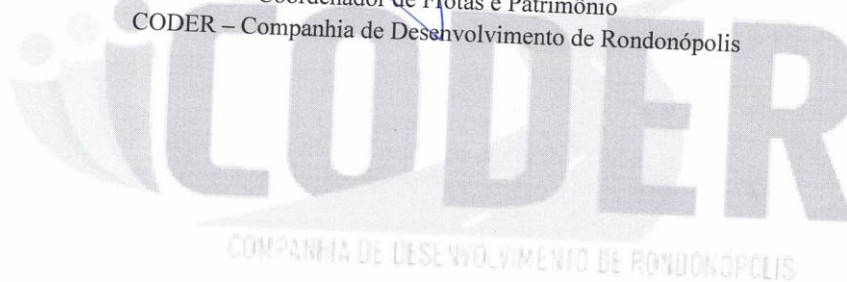 Coordenador de Frotas e Patrimônio
CODER – Companhia de Desenvolvimento de Rondonópolis
CODER
COMPANHIA DE DESENVOLVIMENTO DE RONDONÓPOLIS